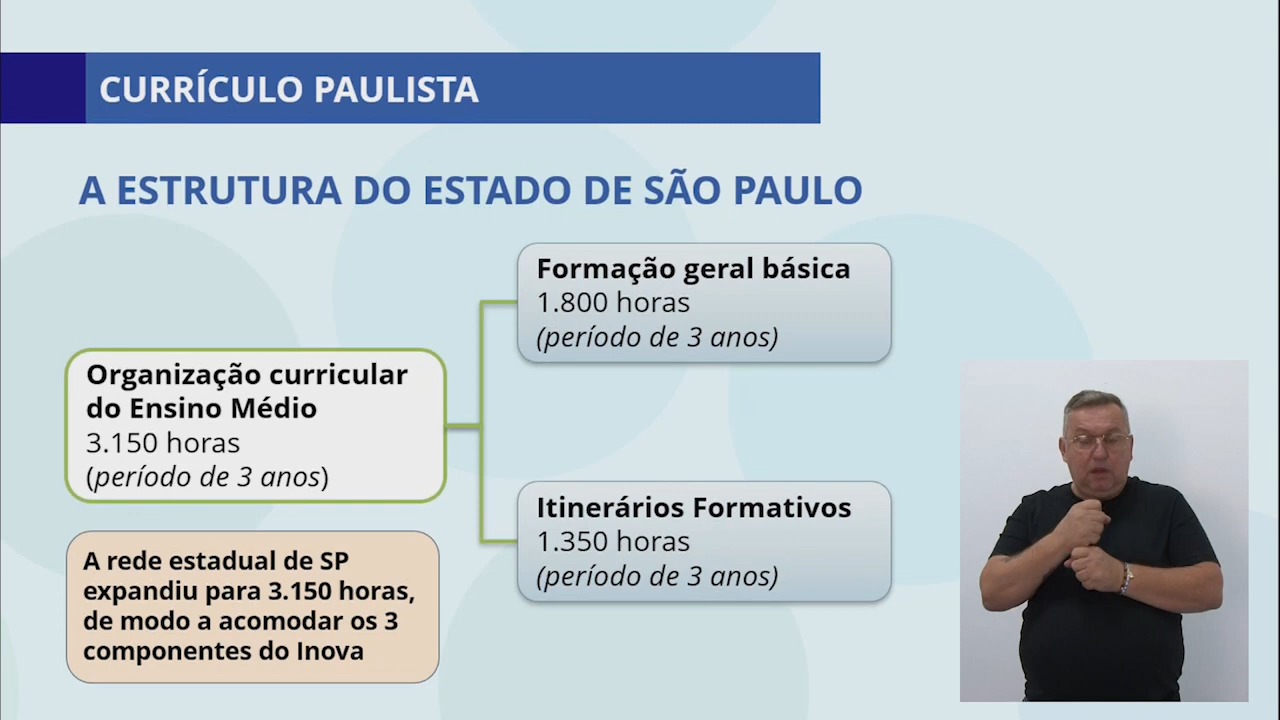 CURRÍCULO PAULISTA
A ESTRUTURA DO ESTADO DE SÃO PAULO
Organização curricular
do Ensino Médio
3.150 horas
(período de 3 anos)
Formação geral básica
1.800 horas
(período de 3 anos)
Itinerários Formativos
1.350 horas
(período de 3 anos)
A rede estadual de SP
expandiu para 3.150 horas,
de modo a acomodar os 3
componentes do Inova